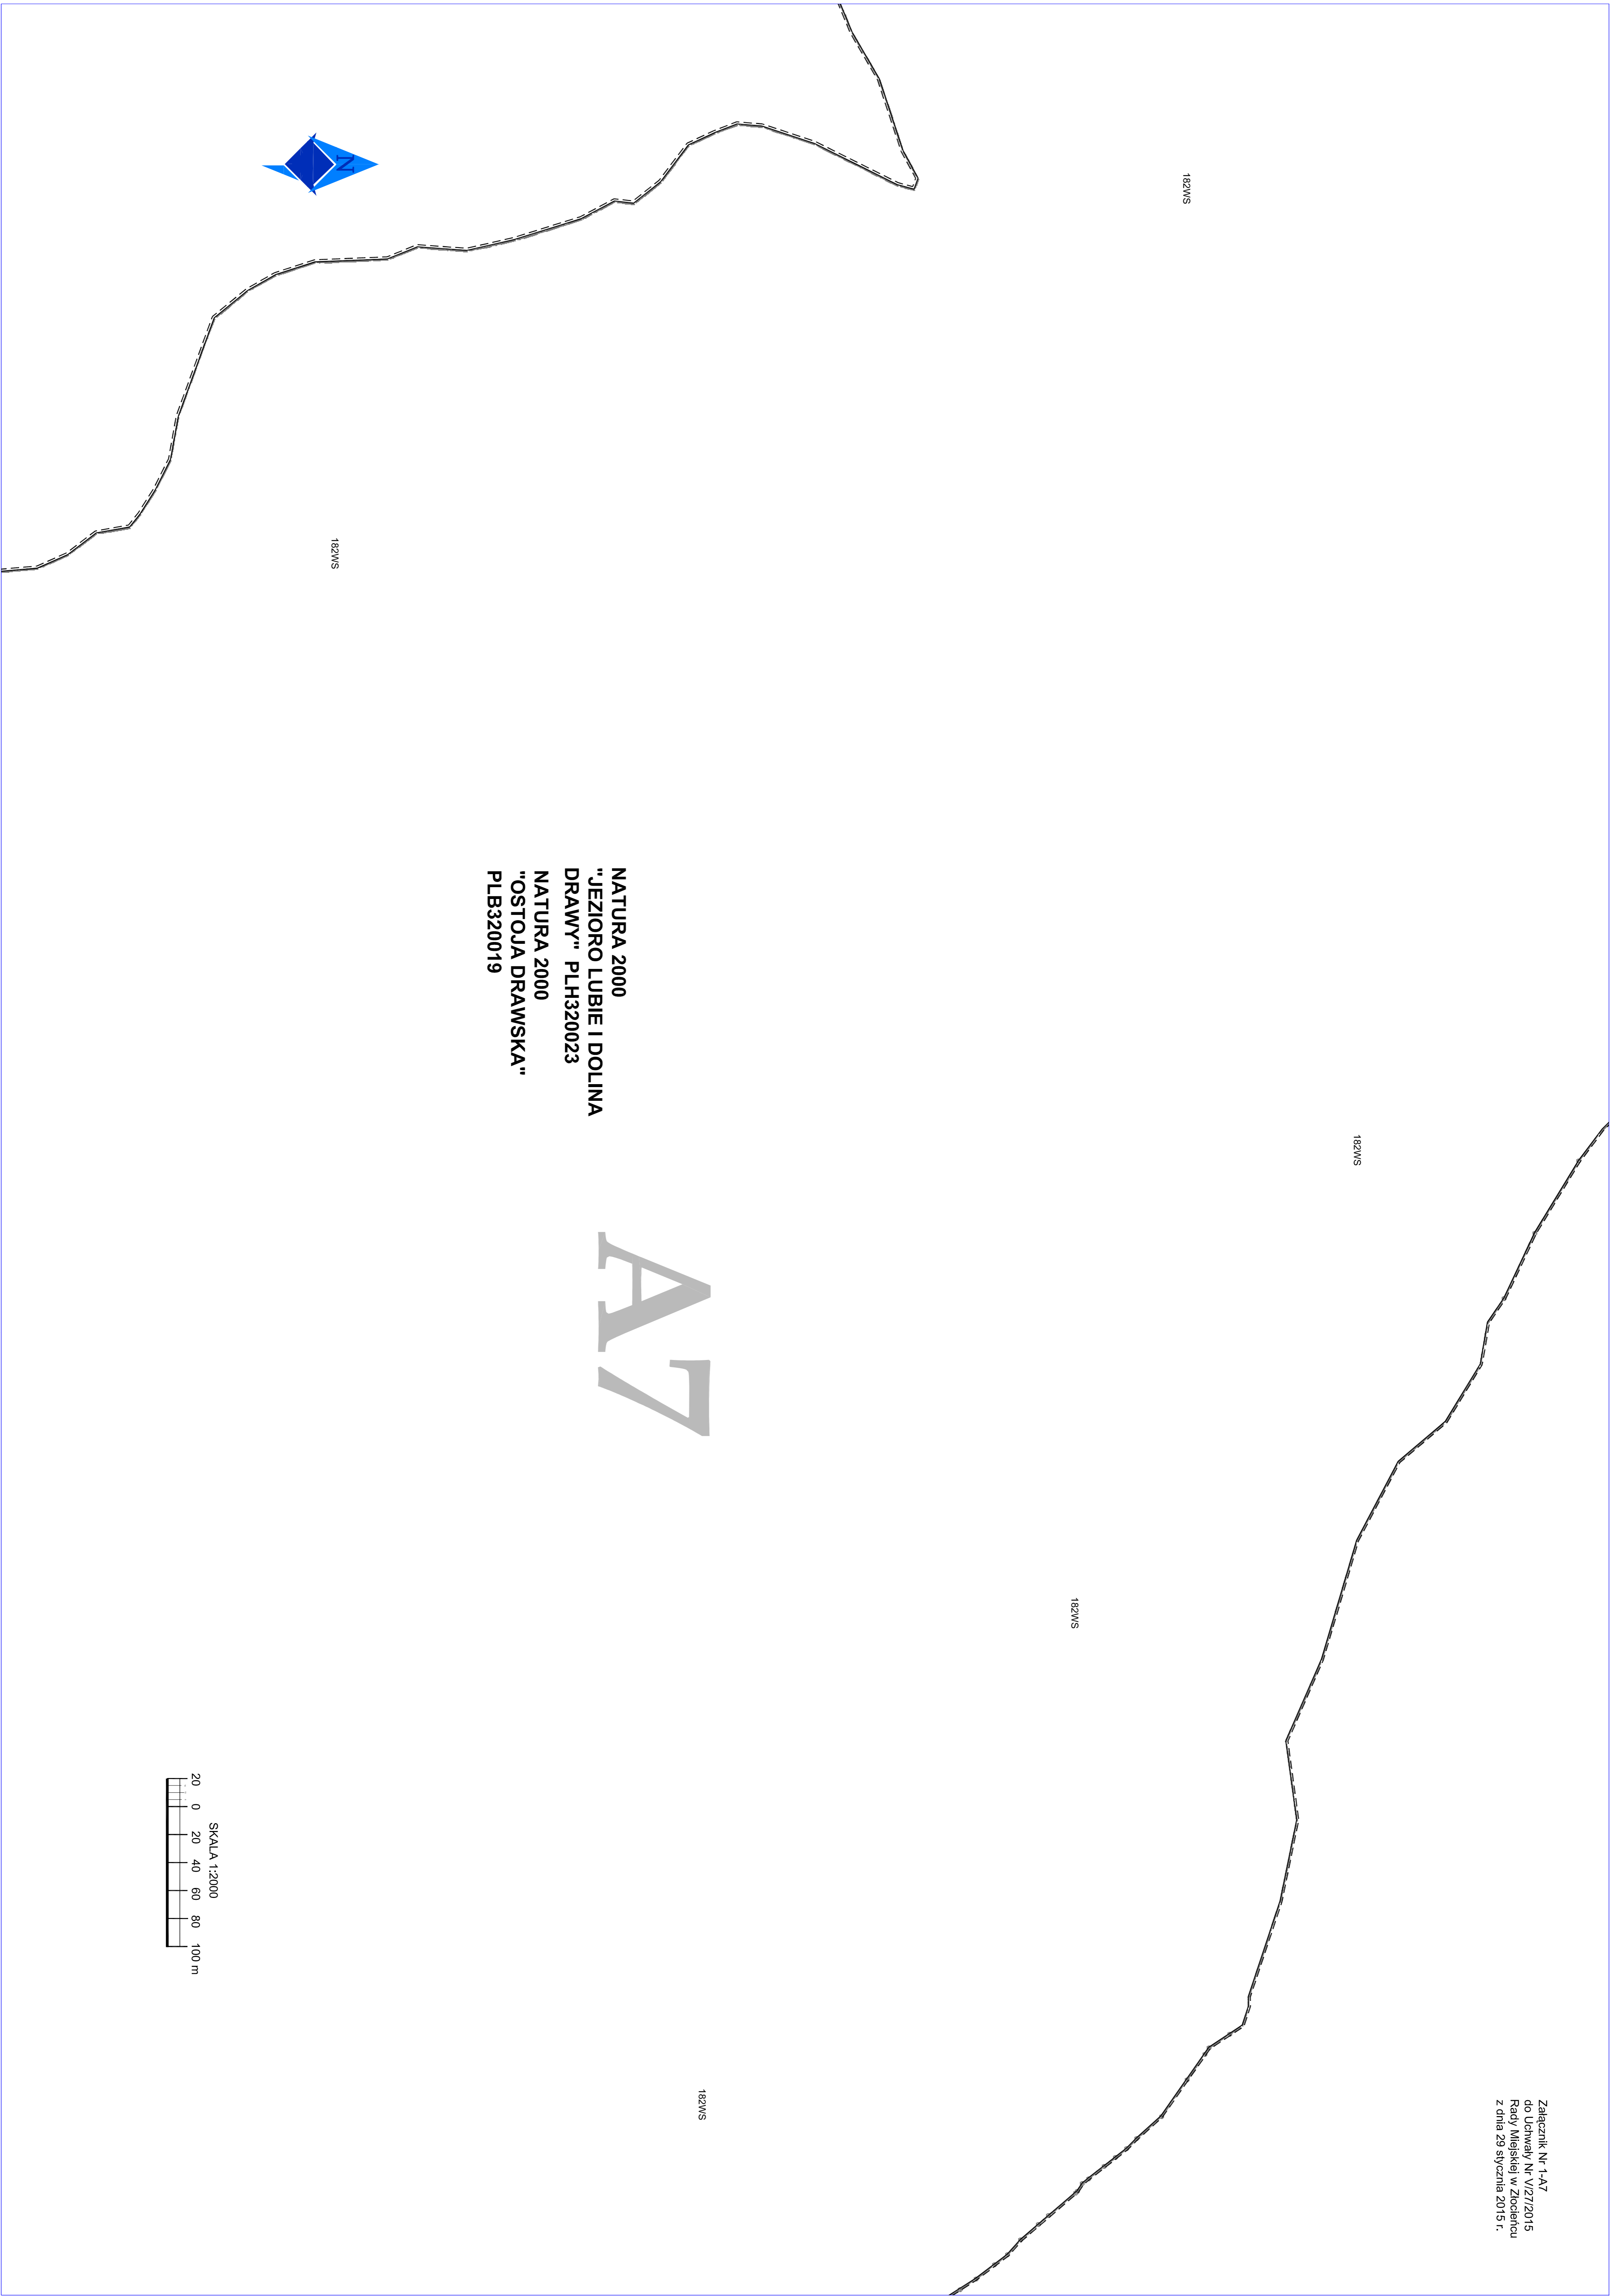 Załącznik Nr 1-A7
do Uchwały Nr V/27/2015
Rady Miejskiej w Złocieńcu
z dnia 29 stycznia 2015 r.
182WS
182WS
182WS
182WS
182WS
N
NATURA 2000
"JEZIORO LUBIE I DOLINA
DRAWY" PLH320023
NATURA 2000
"OSTOJA DRAWSKA"
PLB320019
A7
SKALA 1:2000
20 0 20 40 60 80 100 m